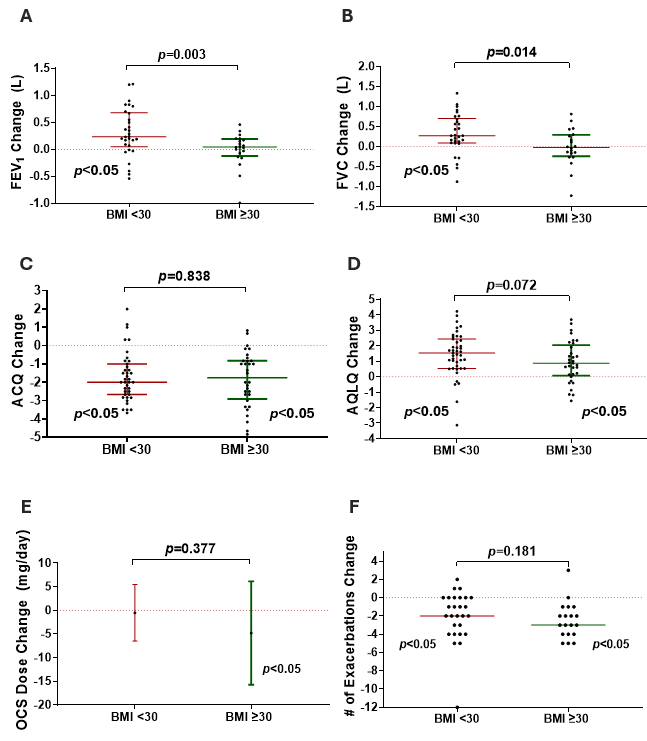 A
p=0.003
FEV1 Change (L)
1.5
1.0
0.5
0.0
-0.5
-1.0
p<0.05
BMI <30
BMI ≥30
B
p=0.014
FVC Change (L)
2.0
1.5
1.0
0.5
0.0
-0.5
-1.0
-1.5
p<0.05
BMI <30
BMI ≥30
C
p=0.838
ACQ Change
3
2
1
0
-1
-2
-3
-4
-5
p<0.05
p<0.05
BMI <30
BMI ≥30
D
p=0.072
AQLQ Change
5
4
3
2
1
0
-1
-2
-3
-4
p<0.05
p<0.05
BMI <30
BMI ≥30
E
p=0.377
OCS Dose Change (mg/day)
10
5
0
-5
-10
-15
-20
p<0.05
BMI <30
BMI ≥30
F
p=0.181
# of Exacerbations Change
4
2
0
-2
-4
-6
-8
-10
-12
p<0.05
p<0.05
BMI <30
BMI ≥30